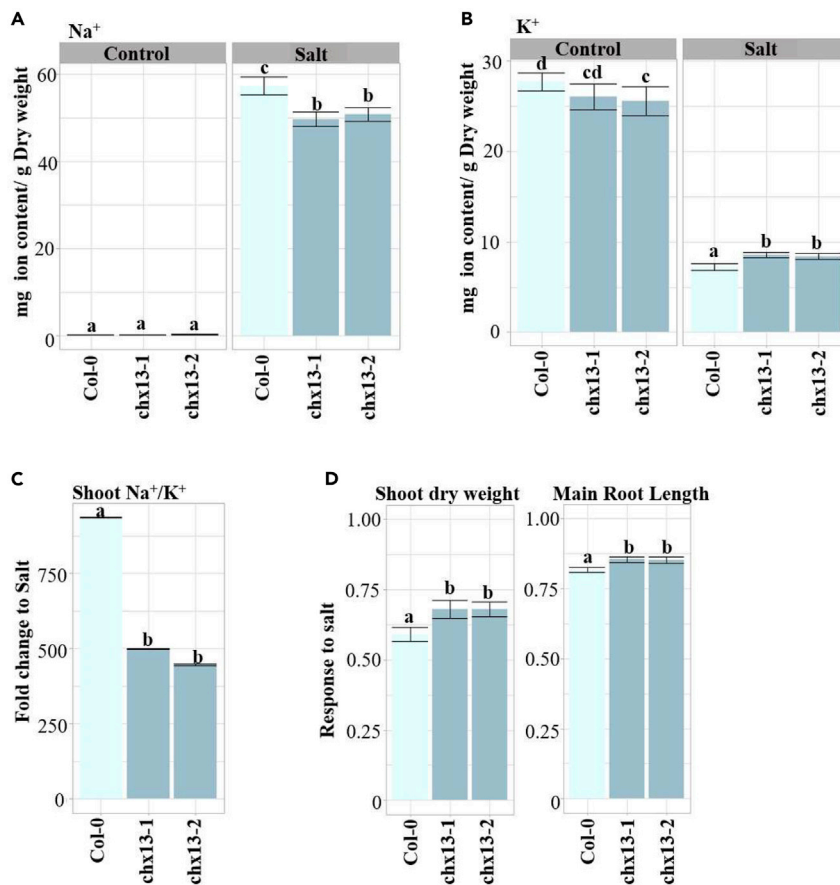 A
Na+
Control
Salt
mg ion content/ g Dry weight
60
40
20
0
a
a
a
c
b
b
Col-0
chx13-1
chx13-2
Col-0
chx13-1
chx13-2
B
K+
Control
Salt
mg ion content/ g Dry weight
30
20
10
0
d
cd
c
a
b
b
Col-0
chx13-1
chx13-2
Col-0
chx13-1
chx13-2
C
Shoot Na+/K+
Fold change to Salt
750
500
250
0
a
b
b
Col-0
chx13-1
chx13-2
D
Shoot dry weight
Response to salt
1.00
0.75
0.50
0.25
0
a
b
b
Col-0
chx13-1
chx13-2
Main Root Length
1.00
0.75
0.50
0.25
0
a
b
b
Col-0
chx13-1
chx13-2